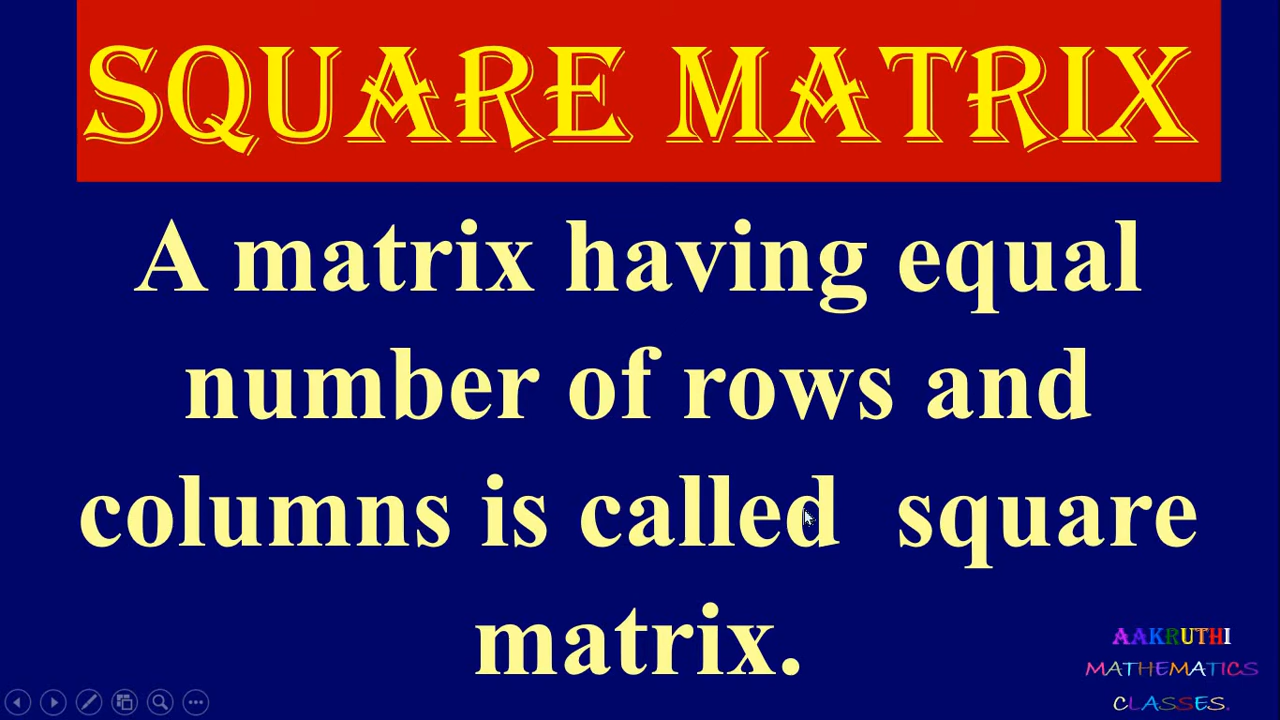 SQUARE MATRIX
A matrix having equal
number of rows and
columns is called square
matrix.
AAKRUTHI
MATHEMATICS
CLASSES.